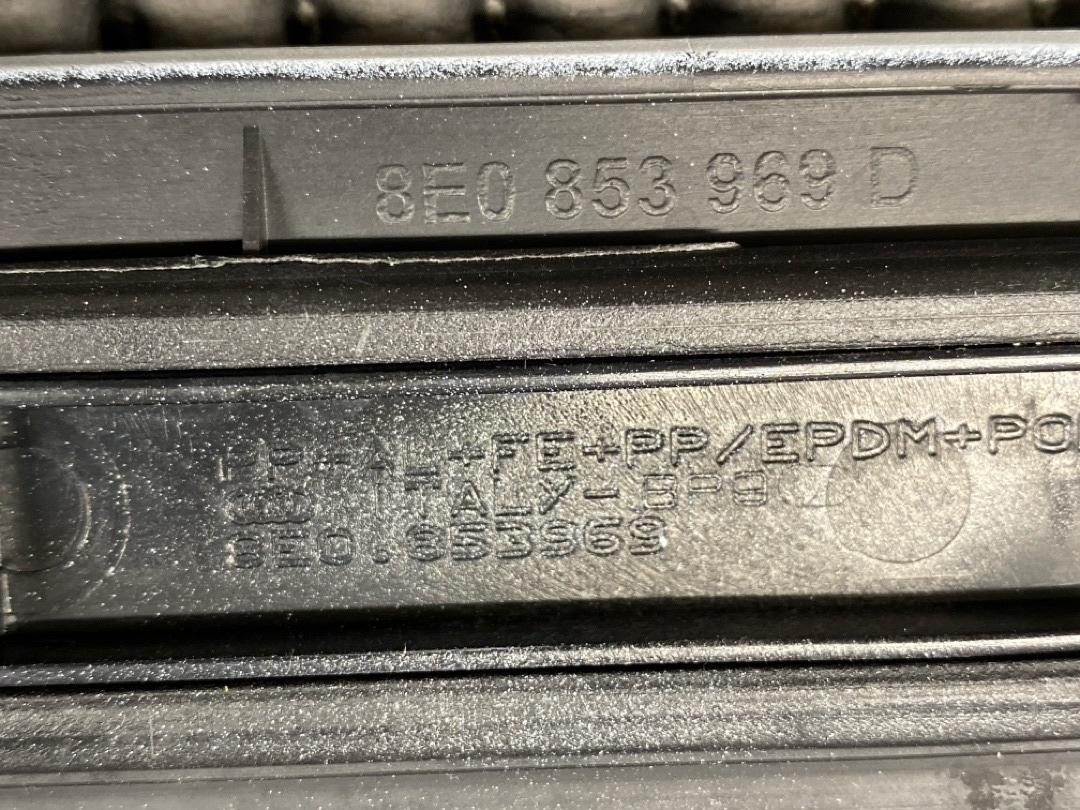 8E0 853 969 D
PP-AL+FE+PP/EPDM+PO
ITALY-
8E0.853969